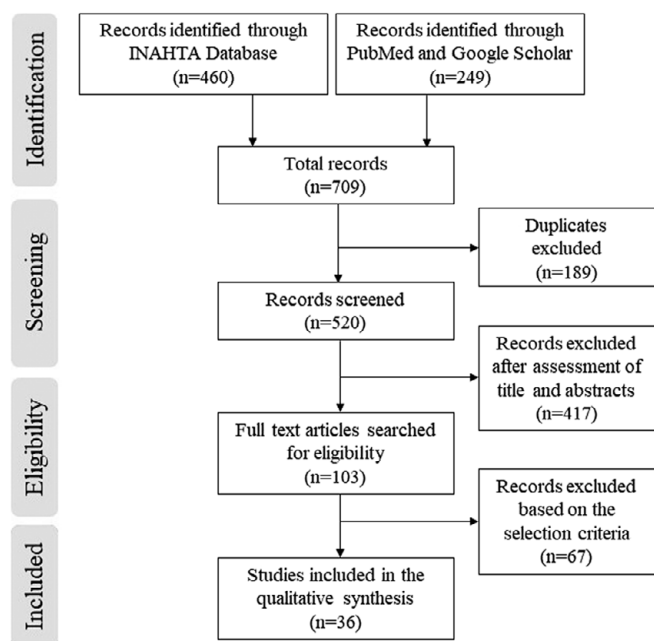 Identification
Records identified through
INAHTA Database
(n=460)
Records identified through
PubMed and Google Scholar
(n=249)
Total records
(n=709)
Screening
Duplicates
excluded
(n=189)
Records screened
(n=520)
Records excluded
after assessment of
title and abstracts
(n=417)
Eligibility
Full text articles searched
for eligibility
(n=103)
Records excluded
based on the
selection criteria
(n=67)
Included
Studies included in the
qualitative synthesis
(n=36)